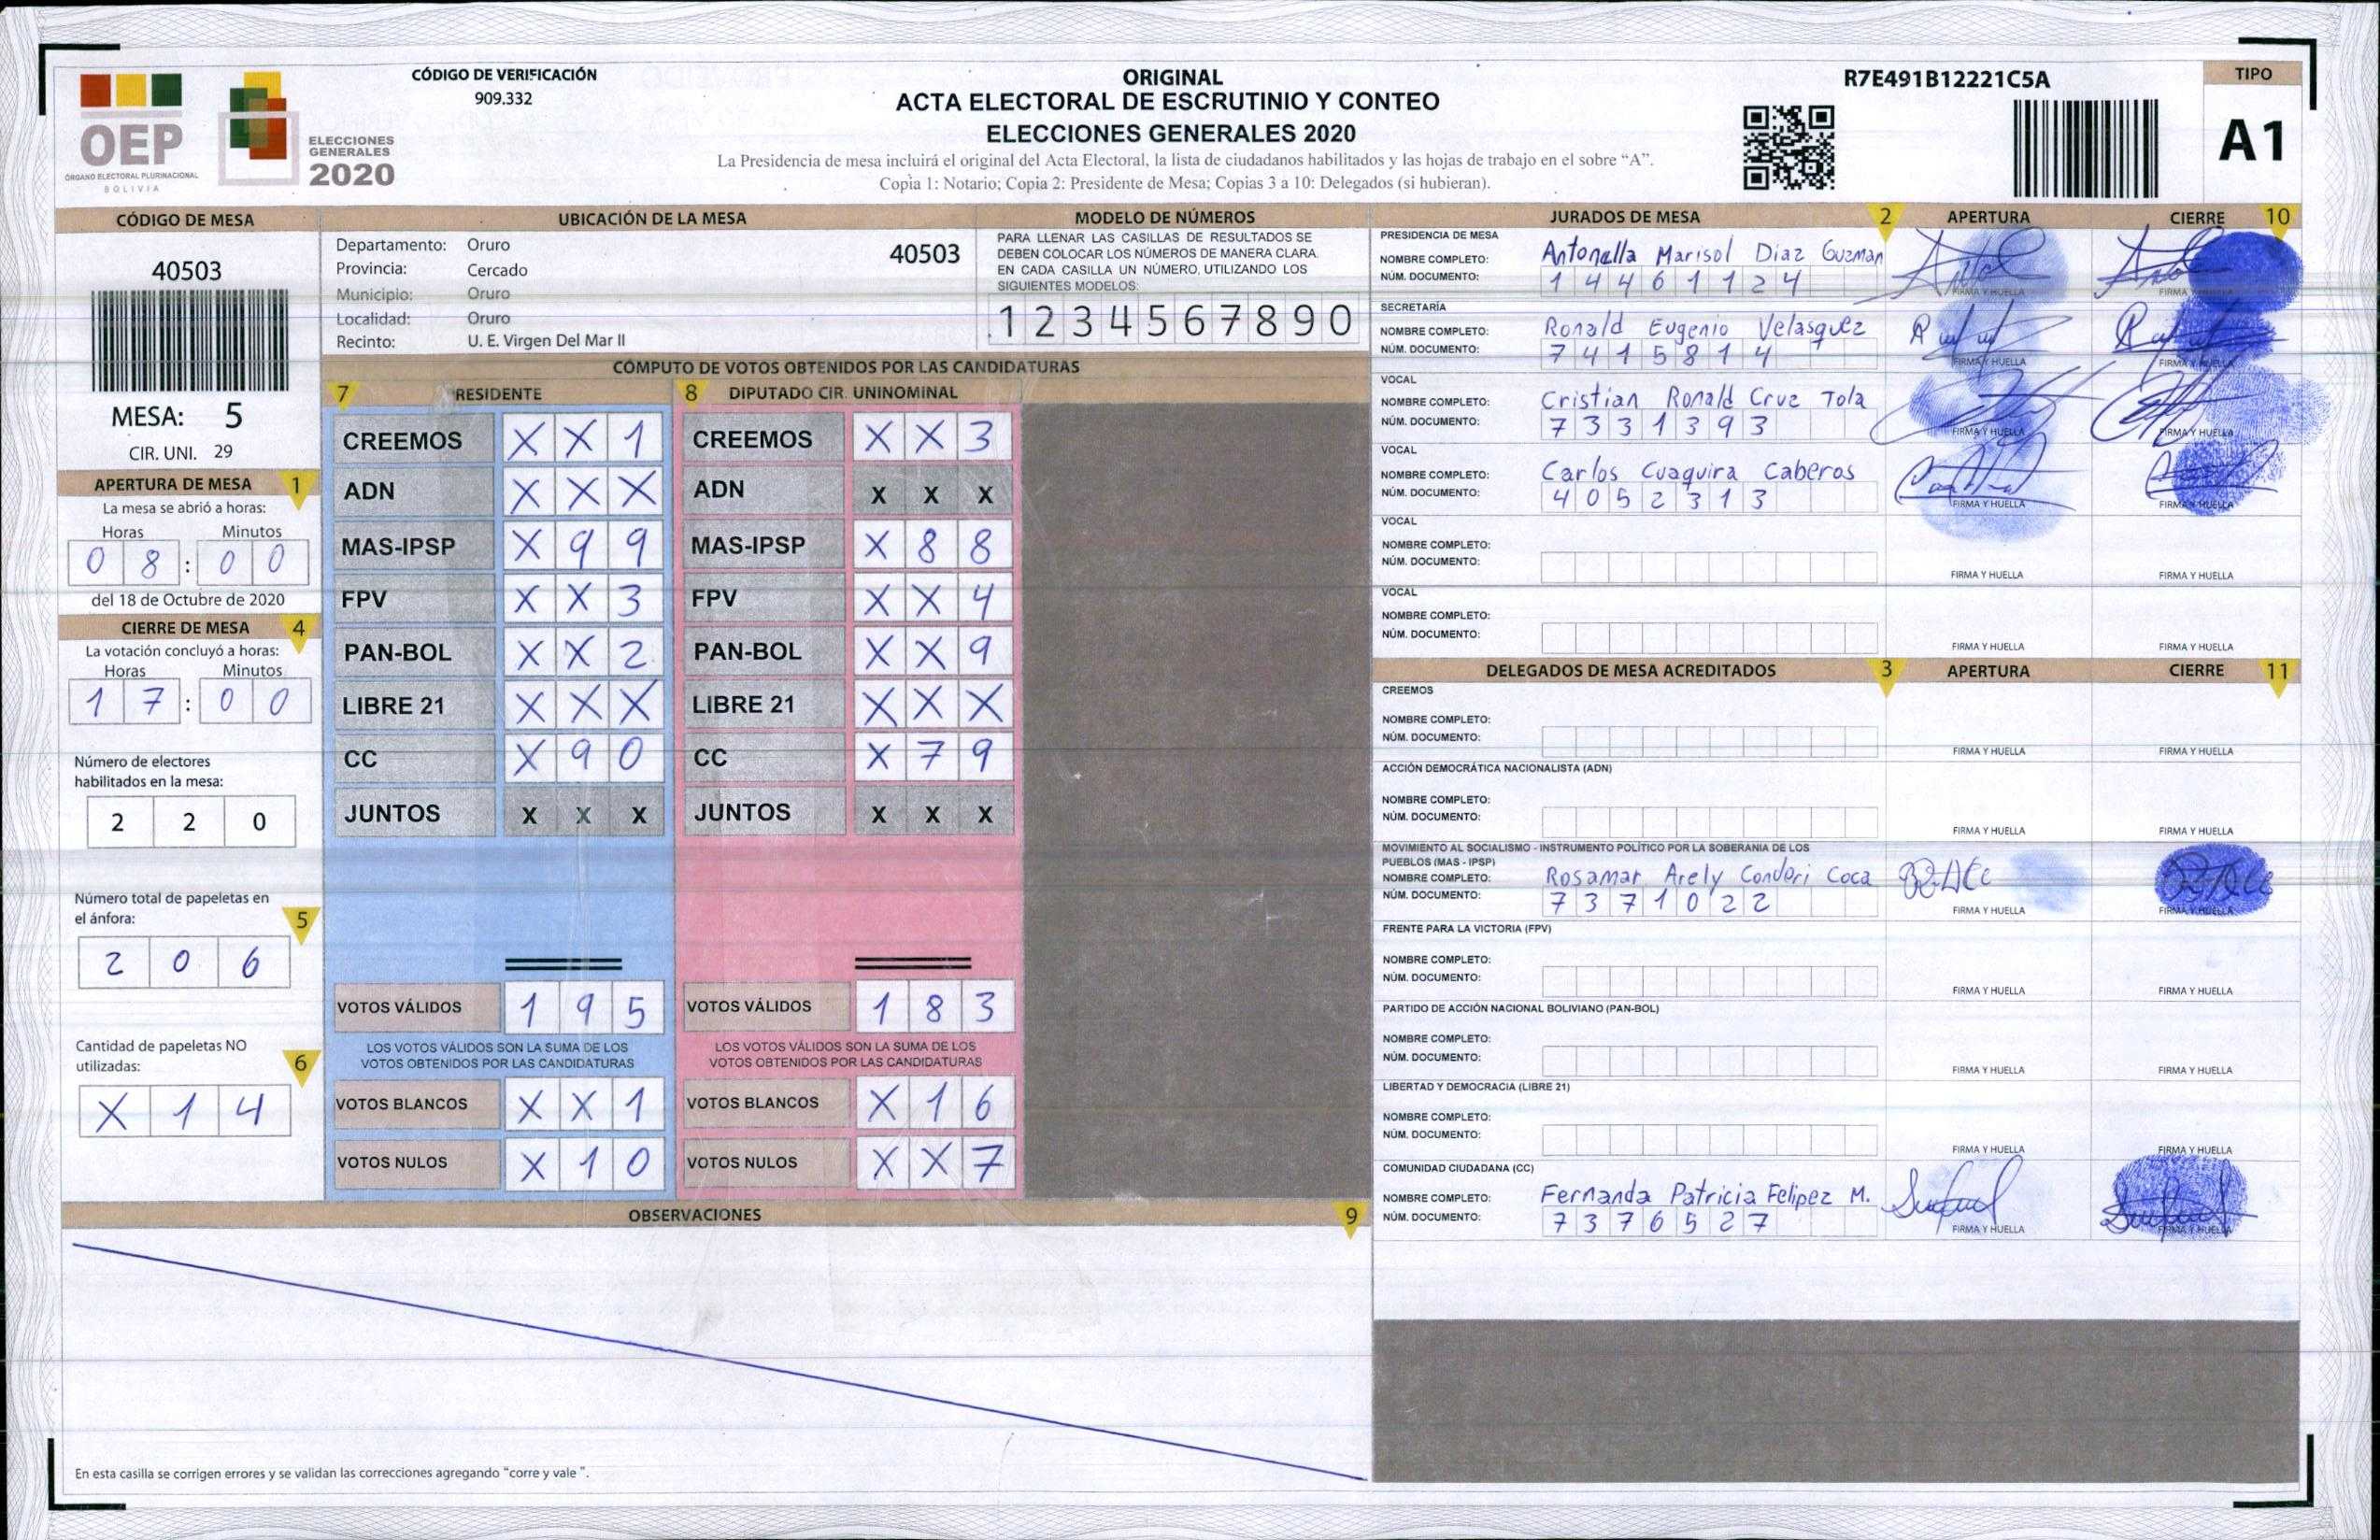 CÓDIGO DE VERIFICACIÓN
909.332
OEP
ÓRGANO ELECTORAL PLURINACIONAL
BOLIVIA
ELECCIONES
GENERALES
2020
ORIGINAL
ACTA ELECTORAL DE ESCRUTINIO Y CONTEO
ELECCIONES GENERALES 2020
La Presidencia de mesa incluirá el original del Acta Electoral, la lista de ciudadanos habilitados y las hojas de trabajo en el sobre “A”.
Copia 1: Notario; Copia 2: Presidente de Mesa; Copias 3 a 10: Delegados (si hubieran).
R7E491B12221C5A
TIPO
A1
CÓDIGO DE MESA
40503
MESA: 5
CIR. UNI. 29
APERTURA DE MESA 1
La mesa se abrió a horas:
Horas Minutos
0 8 : 0 0
del 18 de Octubre de 2020
CIERRE DE MESA 4
La votación concluyó a horas:
Horas Minutos
1 7 : 0 0
Número de electores
habilitados en la mesa:
2 2 0
Número total de papeletas en
el ánfora: 5
2 0 6
Cantidad de papeletas NO
utilizadas: 6
X 1 4
UBICACIÓN DE LA MESA
Departamento: Oruro 40503
Provincia: Cercado
Municipio: Oruro
Localidad: Oruro
Recinto: U. E. Virgen Del Mar II
MODELO DE NÚMEROS
PARA LLENAR LAS CASILLAS DE RESULTADOS SE
DEBEN COLOCAR LOS NÚMEROS DE MANERA CLARA.
EN CADA CASILLA UN NÚMERO, UTILIZANDO LOS
SIGUIENTES MODELOS:
1 2 3 4 5 6 7 8 9 0
CÓMPUTO DE VOTOS OBTENIDOS POR LAS CANDIDATURAS
7 RESIDENTE 8 DIPUTADO CIR. UNINOMINAL
CREEMOS X X 1 CREEMOS X X 3
ADN X X X ADN X X X
MAS-IPSP X 9 9 MAS-IPSP X 8 8
FPV X X 3 FPV X X 4
PAN-BOL X X 2 PAN-BOL X X 9
LIBRE 21 X X X LIBRE 21 X X X
CC X 9 0 CC X 7 9
JUNTOS X X X JUNTOS X X X
VOTOS VÁLIDOS 1 9 5 VOTOS VÁLIDOS 1 8 3
LOS VOTOS VÁLIDOS SON LA SUMA DE LOS LOS VOTOS VÁLIDOS SON LA SUMA DE LOS
VOTOS OBTENIDOS POR LAS CANDIDATURAS VOTOS OBTENIDOS POR LAS CANDIDATURAS
VOTOS BLANCOS X X 1 VOTOS BLANCOS X 1 6
VOTOS NULOS X 1 0 VOTOS NULOS X X 7
OBSERVACIONES 9
En esta casilla se corrigen errores y se validan las correcciones agregando “corre y vale ”.
JURADOS DE MESA 2 APERTURA CIERRE 10
PRESIDENCIA DE MESA
NOMBRE COMPLETO: Antonella Marisol Diaz Guzman
NÚM. DOCUMENTO: 1 4 4 6 1 1 2 4 FIRMA Y HUELLA FIRMA
SECRETARÍA
NOMBRE COMPLETO: Ronald Eugenio Velasquez
NÚM. DOCUMENTO: 7 4 1 5 8 1 4 FIRMA Y HUELLA FIRMA Y HUELLA
VOCAL
NOMBRE COMPLETO: Cristian Ronald Cruz Tola
NÚM. DOCUMENTO: 7 3 3 1 3 9 3 FIRMA Y HUELLA FIRMA Y HUELLA
VOCAL
NOMBRE COMPLETO: Carlos Cuaquira Caberos
NÚM. DOCUMENTO: 4 0 5 2 3 1 3 FIRMA Y HUELLA FIRMA Y HUELLA
VOCAL
NOMBRE COMPLETO:
NÚM. DOCUMENTO: FIRMA Y HUELLA FIRMA Y HUELLA
VOCAL
NOMBRE COMPLETO:
NÚM. DOCUMENTO: FIRMA Y HUELLA FIRMA Y HUELLA
DELEGADOS DE MESA ACREDITADOS 3 APERTURA CIERRE 11
CREEMOS
NOMBRE COMPLETO:
NÚM. DOCUMENTO: FIRMA Y HUELLA FIRMA Y HUELLA
ACCIÓN DEMOCRÁTICA NACIONALISTA (ADN)
NOMBRE COMPLETO:
NÚM. DOCUMENTO: FIRMA Y HUELLA FIRMA Y HUELLA
MOVIMIENTO AL SOCIALISMO - INSTRUMENTO POLÍTICO POR LA SOBERANIA DE LOS
PUEBLOS (MAS - IPSP)
NOMBRE COMPLETO: Rosamar Arely Condori Coca
NÚM. DOCUMENTO: 7 3 7 1 0 2 2 FIRMA Y HUELLA FIRMA Y HUELLA
FRENTE PARA LA VICTORIA (FPV)
NOMBRE COMPLETO:
NÚM. DOCUMENTO: FIRMA Y HUELLA FIRMA Y HUELLA
PARTIDO DE ACCIÓN NACIONAL BOLIVIANO (PAN-BOL)
NOMBRE COMPLETO:
NÚM. DOCUMENTO: FIRMA Y HUELLA FIRMA Y HUELLA
LIBERTAD Y DEMOCRACIA (LIBRE 21)
NOMBRE COMPLETO:
NÚM. DOCUMENTO: FIRMA Y HUELLA FIRMA Y HUELLA
COMUNIDAD CIUDADANA (CC)
NOMBRE COMPLETO: Fernanda Patricia Felipez M.
NÚM. DOCUMENTO: 7 3 7 6 5 2 7 FIRMA Y HUELLA FIRMA Y HUELLA